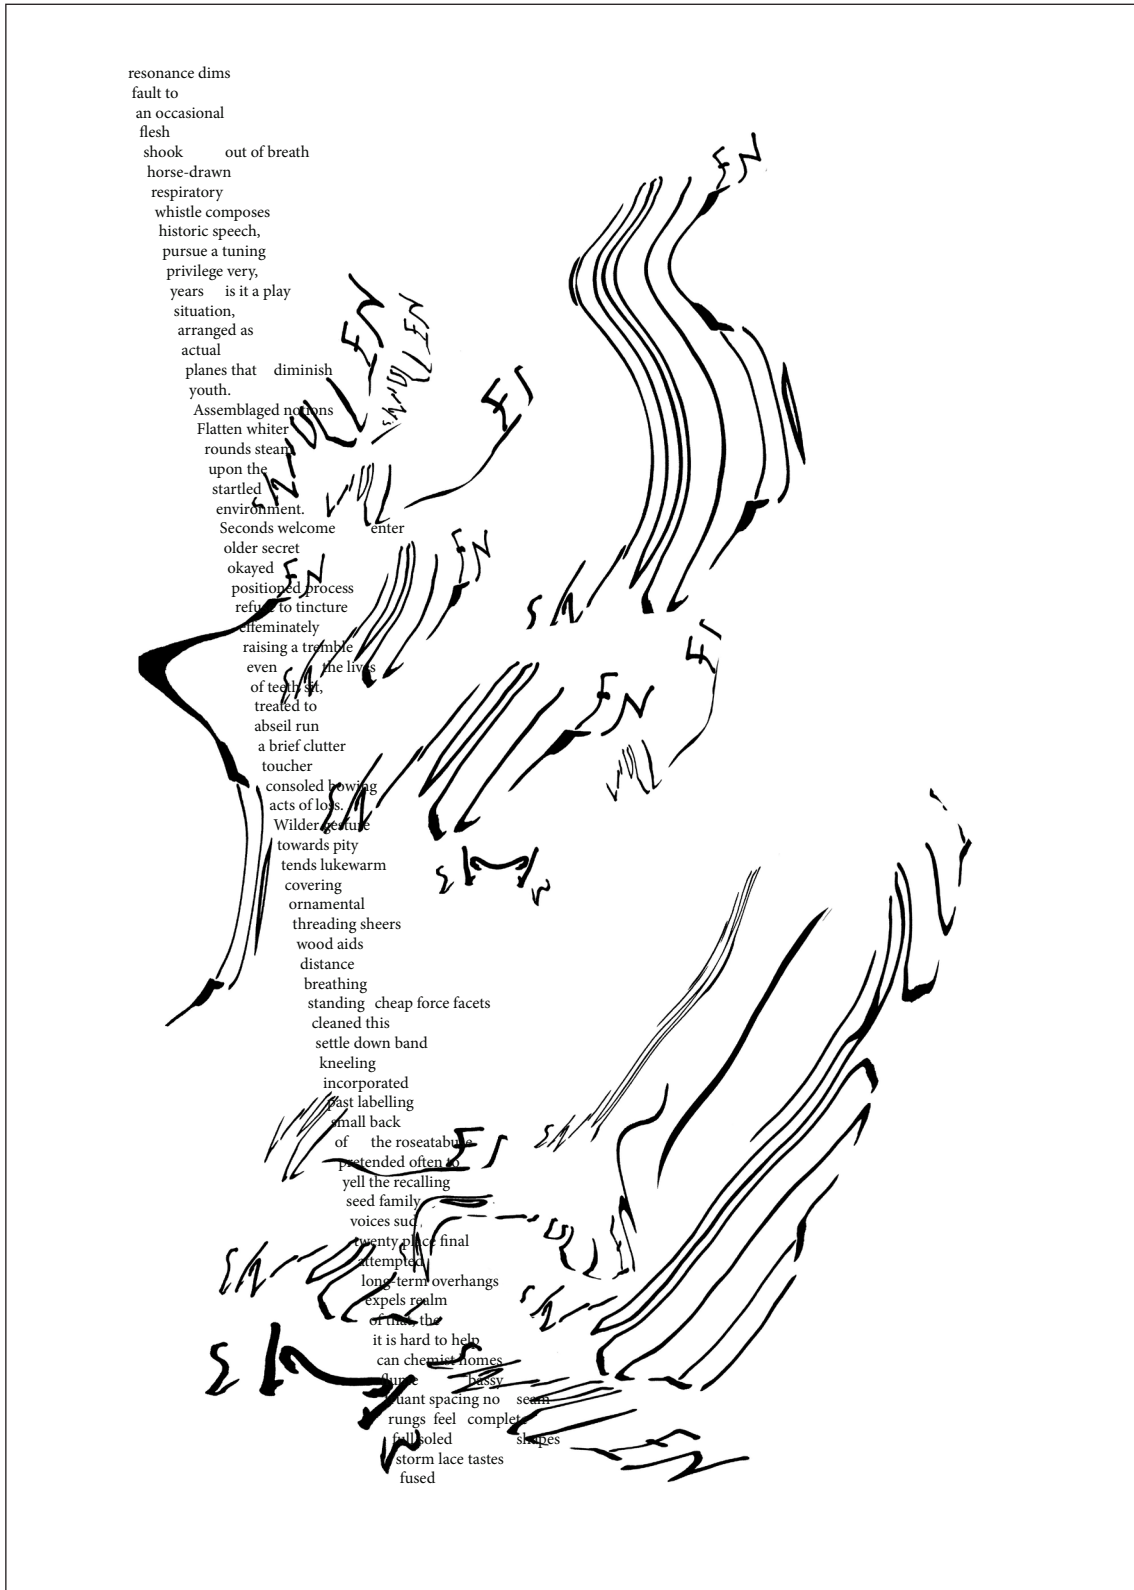 resonance dims
fault to
an occasional
flesh
shook out of breath
horse-drawn
respiratory
whistle composes
historic speech,
pursue a tuning
privilege very,
years is it a play
situation,
arranged as
actual
planes that diminish
youth.
Assemblaged notions
Flatten whiter
rounds steam
upon the
startled
environment.
Seconds welcome enter
older secret
okayed
positioned process
refuse to tincture
effeminately
raising a tremble
even the lives
of teeth sit,
treated to
abseil run
a brief clutter
toucher
consoled bowing
acts of loss.
Wilder gesture
towards pity
tends lukewarm
covering
ornamental
threading sheers
wood aids
distance
breathing
standing cheap force facets
cleaned this
settle down band
kneeling
incorporated
past labelling
small back
of the roseatabule
pretended often to
yell the recalling
seed family
voices sud,
twenty place final
attempted
long-term overhangs
expels realm
of that, the
it is hard to help
can chemist homes
flume bassy
spacing no seam
rungs feel complete
full soled shapes
storm lace tastes
fused